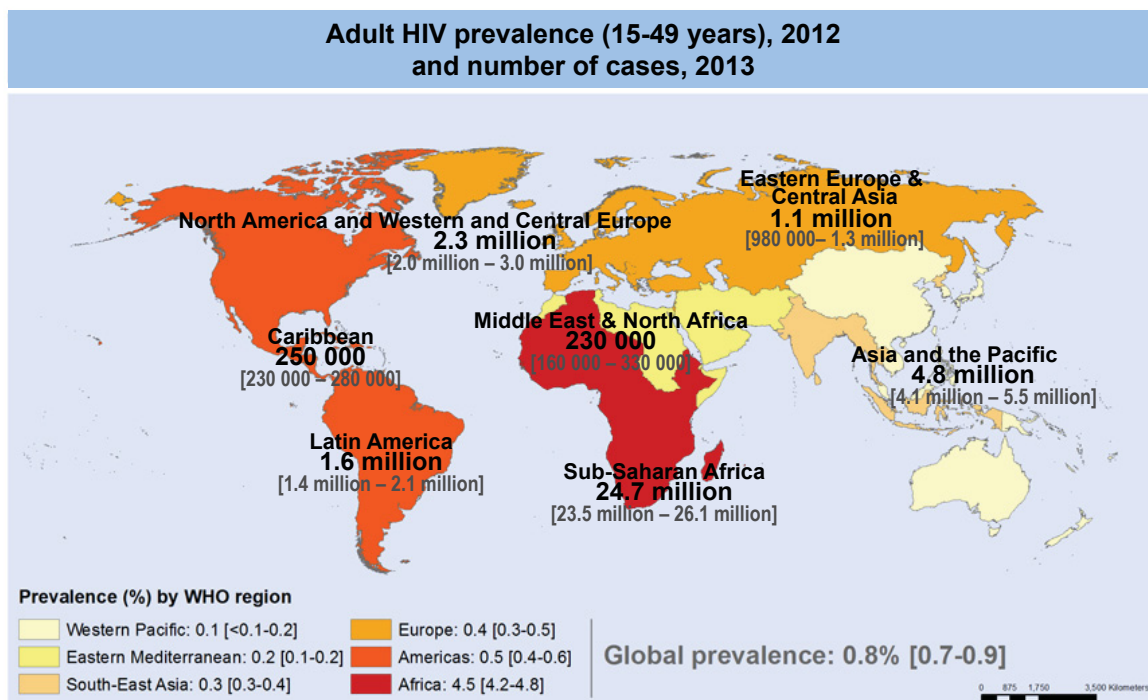 Adult HIV prevalence (15-49 years), 2012
and number of cases, 2013
Eastern Europe &
Central Asia
1.1 million
[980 000– 1.3 million]
North America and Western and Central Europe
2.3 million
[2.0 million – 3.0 million]
Middle East & North Africa
230 000
[160 000 – 330 000]
Caribbean
250 000
[230 000 – 280 000]
Asia and the Pacific
4.8 million
[4.1 million – 5.5 million]
Latin America
1.6 million
[1.4 million – 2.1 million]
Sub-Saharan Africa
24.7 million
[23.5 million – 26.1 million]
Prevalence (%) by WHO region
Western Pacific: 0.1 [<0.1-0.2]
Eastern Mediterranean: 0.2 [0.1-0.2]
South-East Asia: 0.3 [0.3-0.4]
Europe: 0.4 [0.3-0.5]
Americas: 0.5 [0.4-0.6]
Africa: 4.5 [4.2-4.8]
Global prevalence: 0.8% [0.7-0.9]
0 875 1,750 3,500 Kilometers